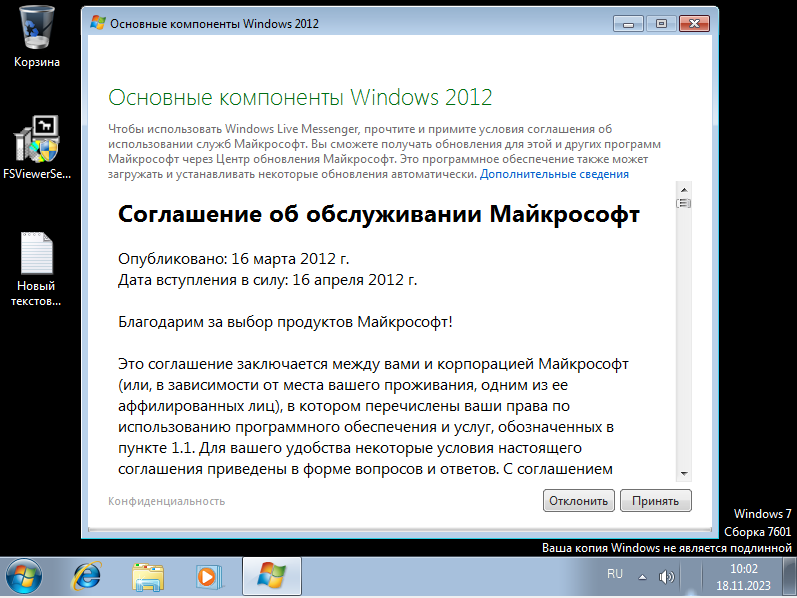 Корзина
FSViewerSe...
Новый
текстов...
Основные компоненты Windows 2012
Основные компоненты Windows 2012
Чтобы использовать Windows Live Messenger, прочтите и примите условия соглашения об
использовании служб Майкрософт. Вы сможете получать обновления для этой и других программ
Майкрософт через Центр обновления Майкрософт. Это программное обеспечение также может
загружать и устанавливать некоторые обновления автоматически. Дополнительные сведения
Соглашение об обслуживании Майкрософт
Опубликовано: 16 марта 2012 г.
Дата вступления в силу: 16 апреля 2012 г.
Благодарим за выбор продуктов Майкрософт!
Это соглашение заключается между вами и корпорацией Майкрософт
(или, в зависимости от места вашего проживания, одним из ее
аффилированных лиц), в котором перечислены ваши права по
использованию программного обеспечения и услуг, обозначенных в
пункте 1.1. Для вашего удобства некоторые условия настоящего
соглашения приведены в форме вопросов и ответов. С соглашением
Конфиденциальность
Отклонить
Принять
Windows 7
Сборка 7601
Ваша копия Windows не является подлинной
RU
10:02
18.11.2023